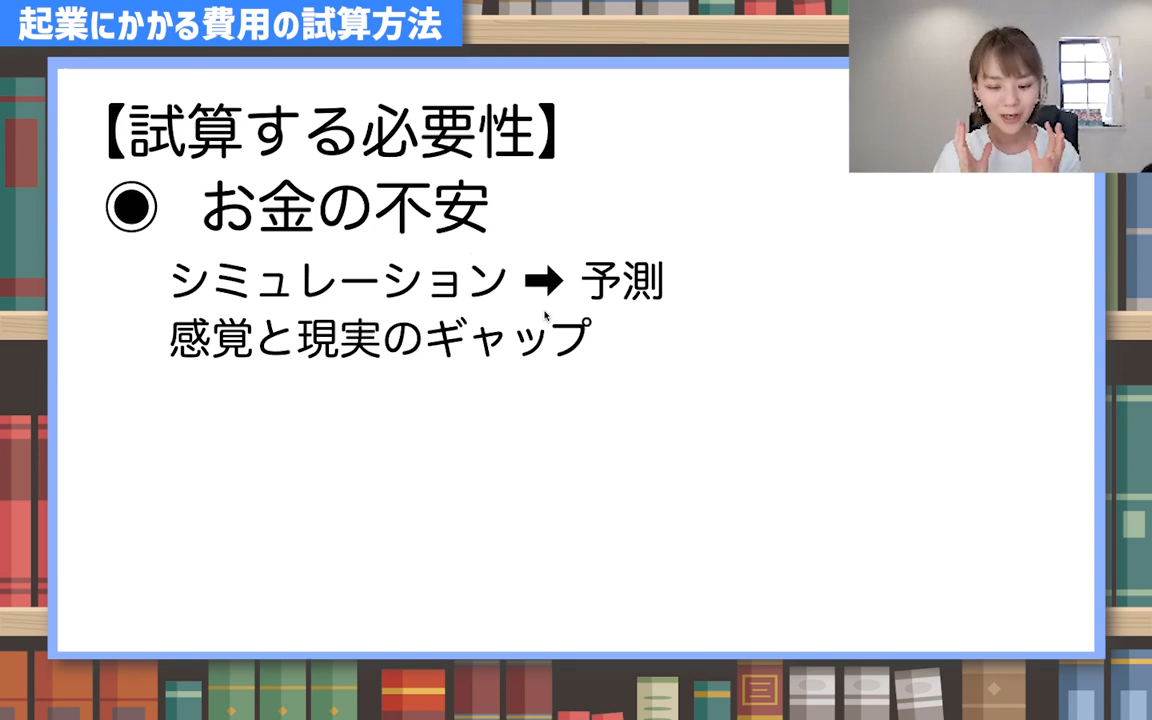 起業にかかる費用の試算方法
【試算する必要性】
◉ お金の不安
シミュレーション ➡ 予測
感覚と現実のギャップ